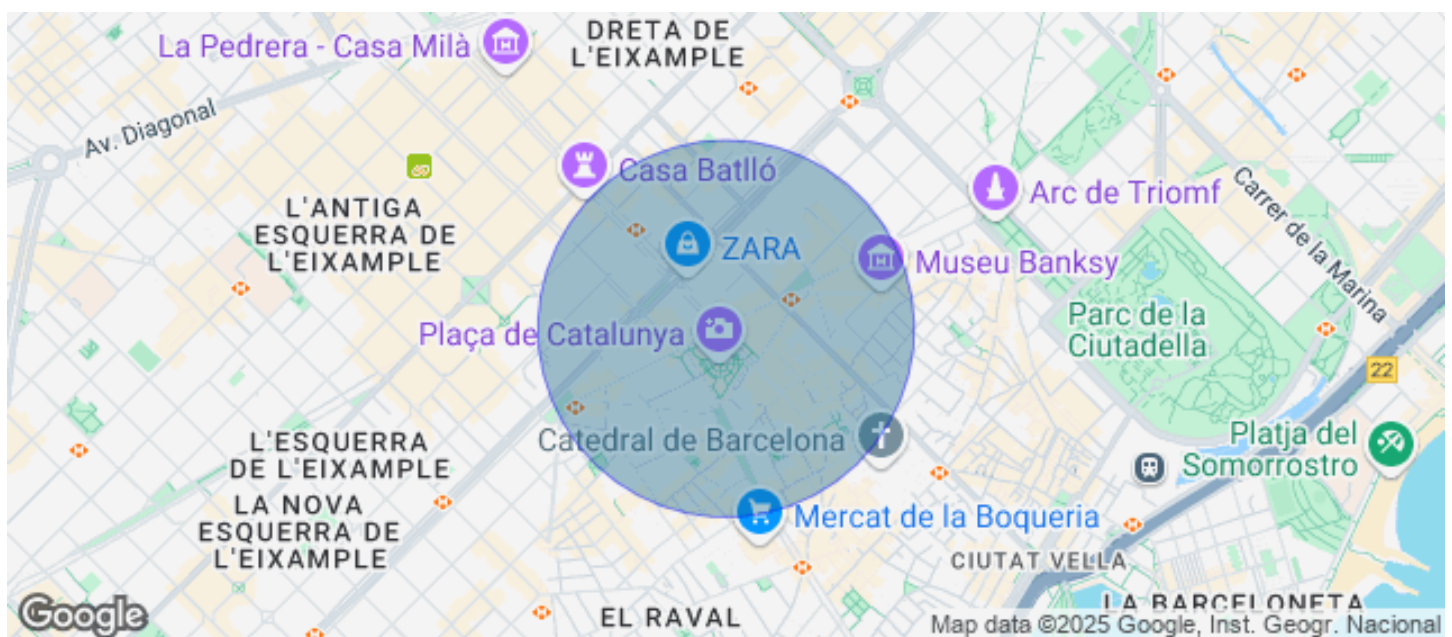 La Pedrera - Casa Milà
DRETA DE
L'EIXAMPLE
Av. Diagonal
Casa Batlló
Arc de Triomf
Carrer de la Marina
L'ANTIGA
ESQUERRA DE
L'EIXAMPLE
ZARA
Museu Banksy
Plaça de Catalunya
Parc de la
Ciutadella
22
L'ESQUERRA
DE L'EIXAMPLE
Catedral de Barcelona
Platja del
Somorrostro
LA NOVA
ESQUERRA DE
L'EIXAMPLE
Mercat de la Boqueria
CIUTAT VELLA
EL RAVAL
LA BARCELONETA
Google
Map data ©2025 Google, Inst. Geogr. Nacional